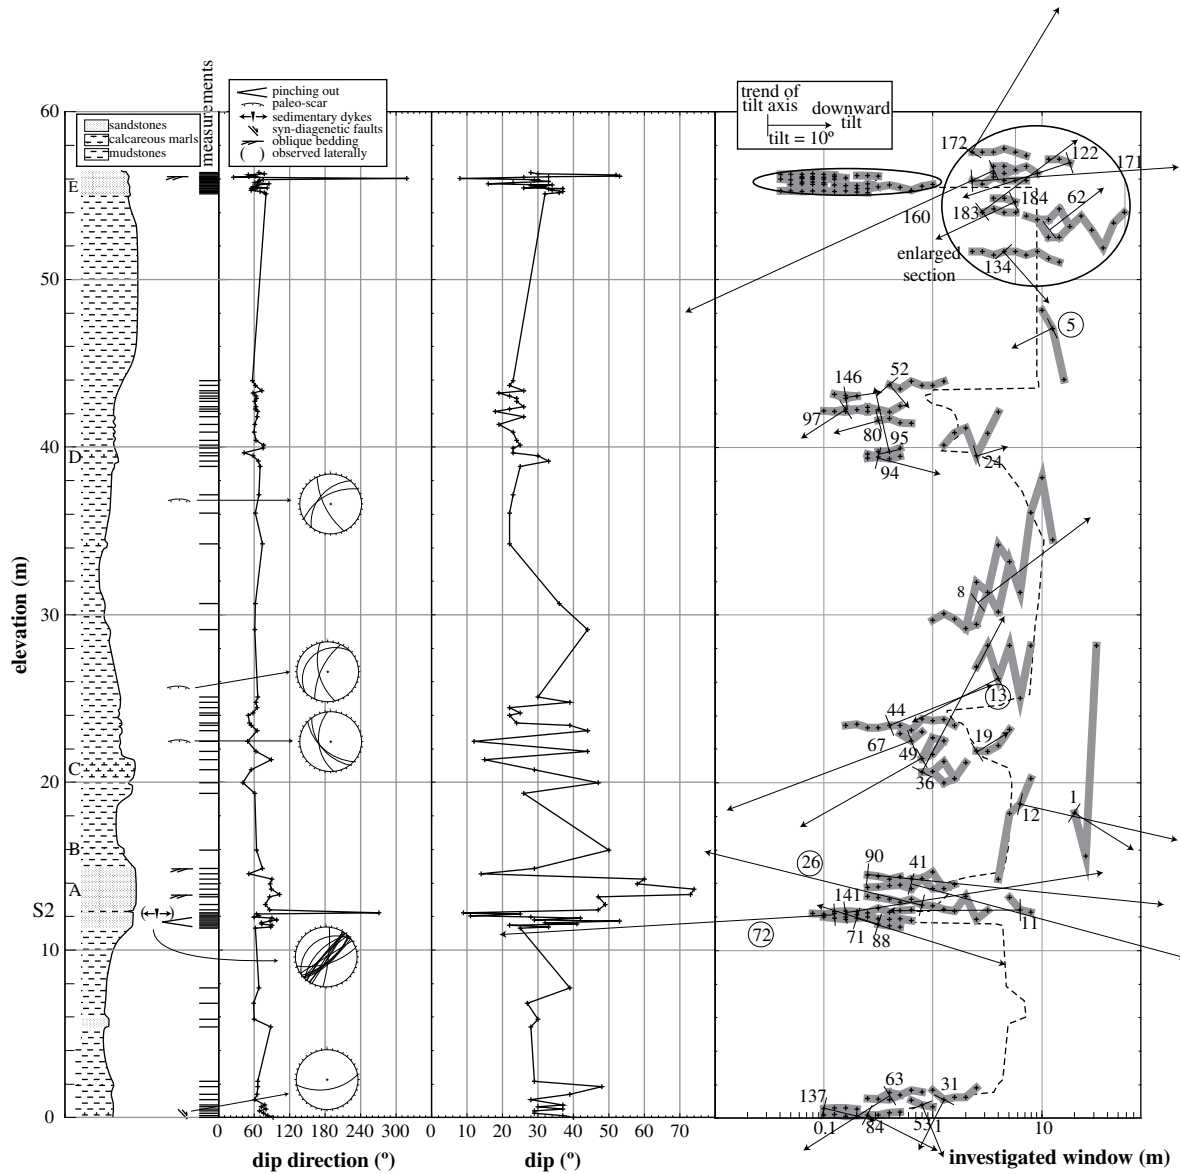 measurements
pinching out
paleo-scar
sedimentary dykes
syn-diagenetic faults
oblique bedding
observed laterally
trend of
tilt axis
downward
tilt
tilt = 10º
sandstones
calcareous marls
mudstones
60
50
40
30
20
10
0
elevation (m)
E
D
C
B
A
S2
172
122
171
160
184
183
62
enlarged
section
134
5
146
52
97
80
95
94
24
8
13
44
67
49
19
36
12
1
26
90
41
141
11
71
88
72
137
63
31
84
53
0 60 120 180 240 300 360
0 10 20 30 40 50 60 70
0.1 1 10
dip direction (º)
dip (º)
investigated window (m)